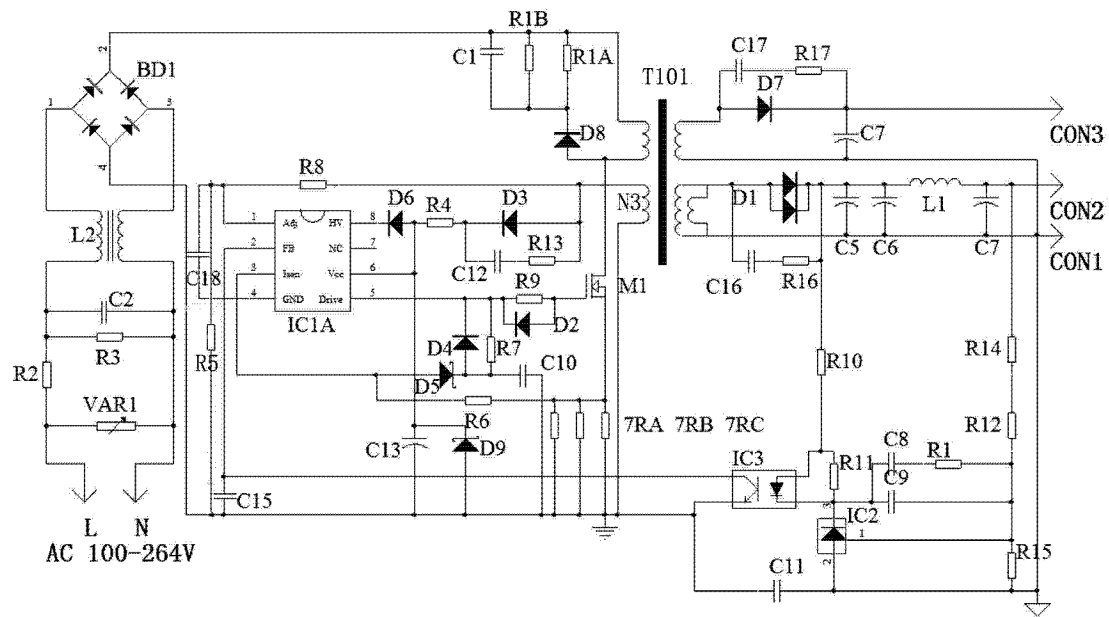 R1B
C1
R1A
C17
R17
2
BD1
T101
D7
1
3
CON3
D8
C7
4
R8
D6
R4
D3
N3
D1
CON2
1
Adj
HV
8
L2
2
FB
NC
7
R13
L1
C5
C6
C7
CON1
C18
3
Isen
Vcc
6
C12
C16
R16
R9
M1
4
GND
Drive
5
C2
IC1A
D2
R3
D4
R7
C10
R5
R10
R14
R2
D5
VAR1
R6
7RA 7RB 7RC
R12
C13
D9
C8
R1
IC3
R11
C9
C15
3
IC2
L N
1
AC 100-264V
R15
C11
2